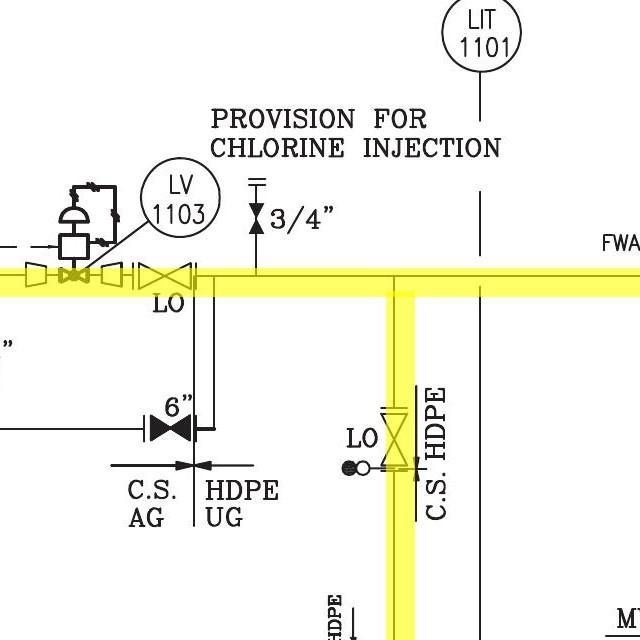 LIT
1101
PROVISION FOR
CHLORINE INJECTION
LV
1103
3/4”
FWA
LO
”
6”
LO
C.S. HDPE
C.S. HDPE
AG UG
HDPE
M